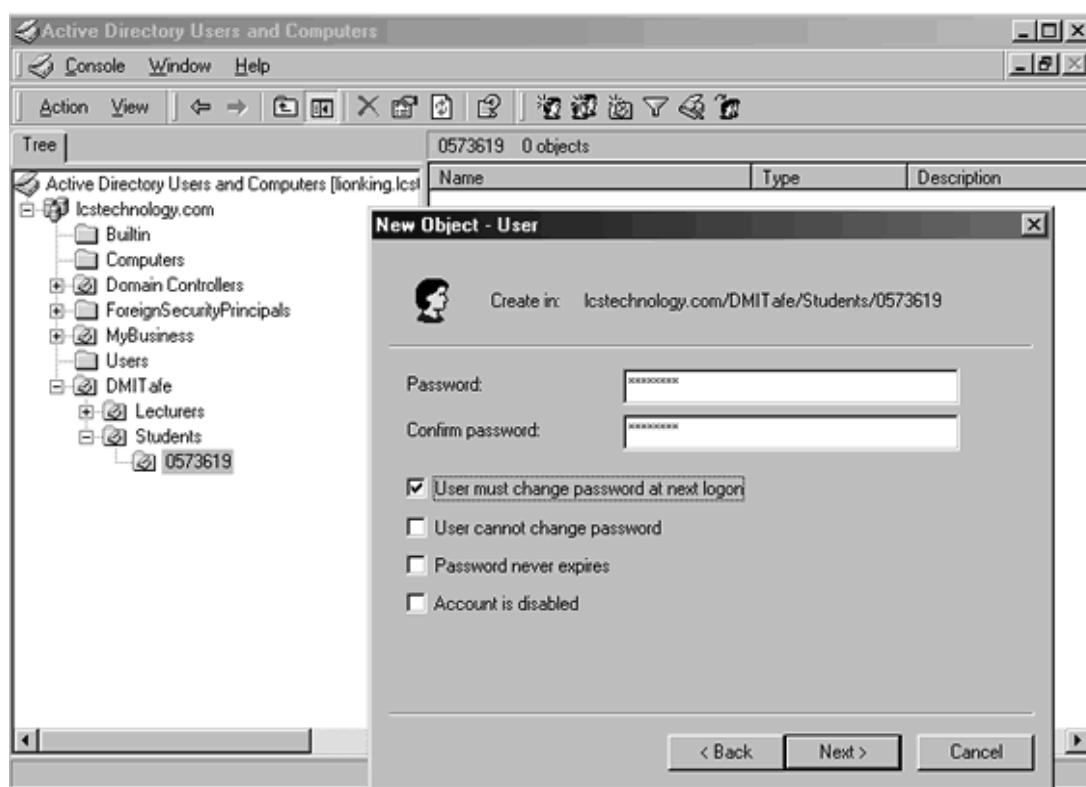 Active Directory Users and Computers
Console Window Help
Action View
Tree
0573619 0 objects
Active Directory Users and Computers [lionking.lcst
Name Type Description
lcstechnology.com
Builtin
Computers
Domain Controllers
ForeignSecurityPrincipals
MyBusiness
Users
DMITafe
Lecturers
Students
0573619
New Object - User
Create in: lcstechnology.com/DMITafe/Students/0573619
Password: ********
Confirm password: ********
User must change password at next logon
User cannot change password
Password never expires
Account is disabled
< Back Next > Cancel